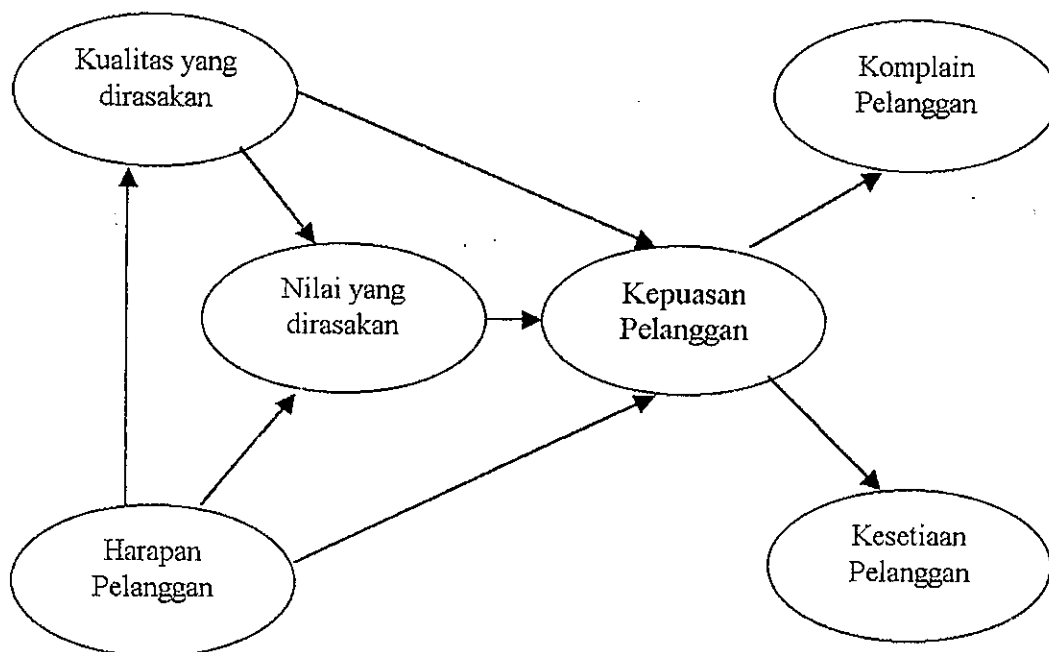 Kualitas yang
dirasakan
Komplain
Pelanggan
Nilai yang
dirasakan
Kepuasan
Pelanggan
Harapan
Pelanggan
Kesetiaan
Pelanggan